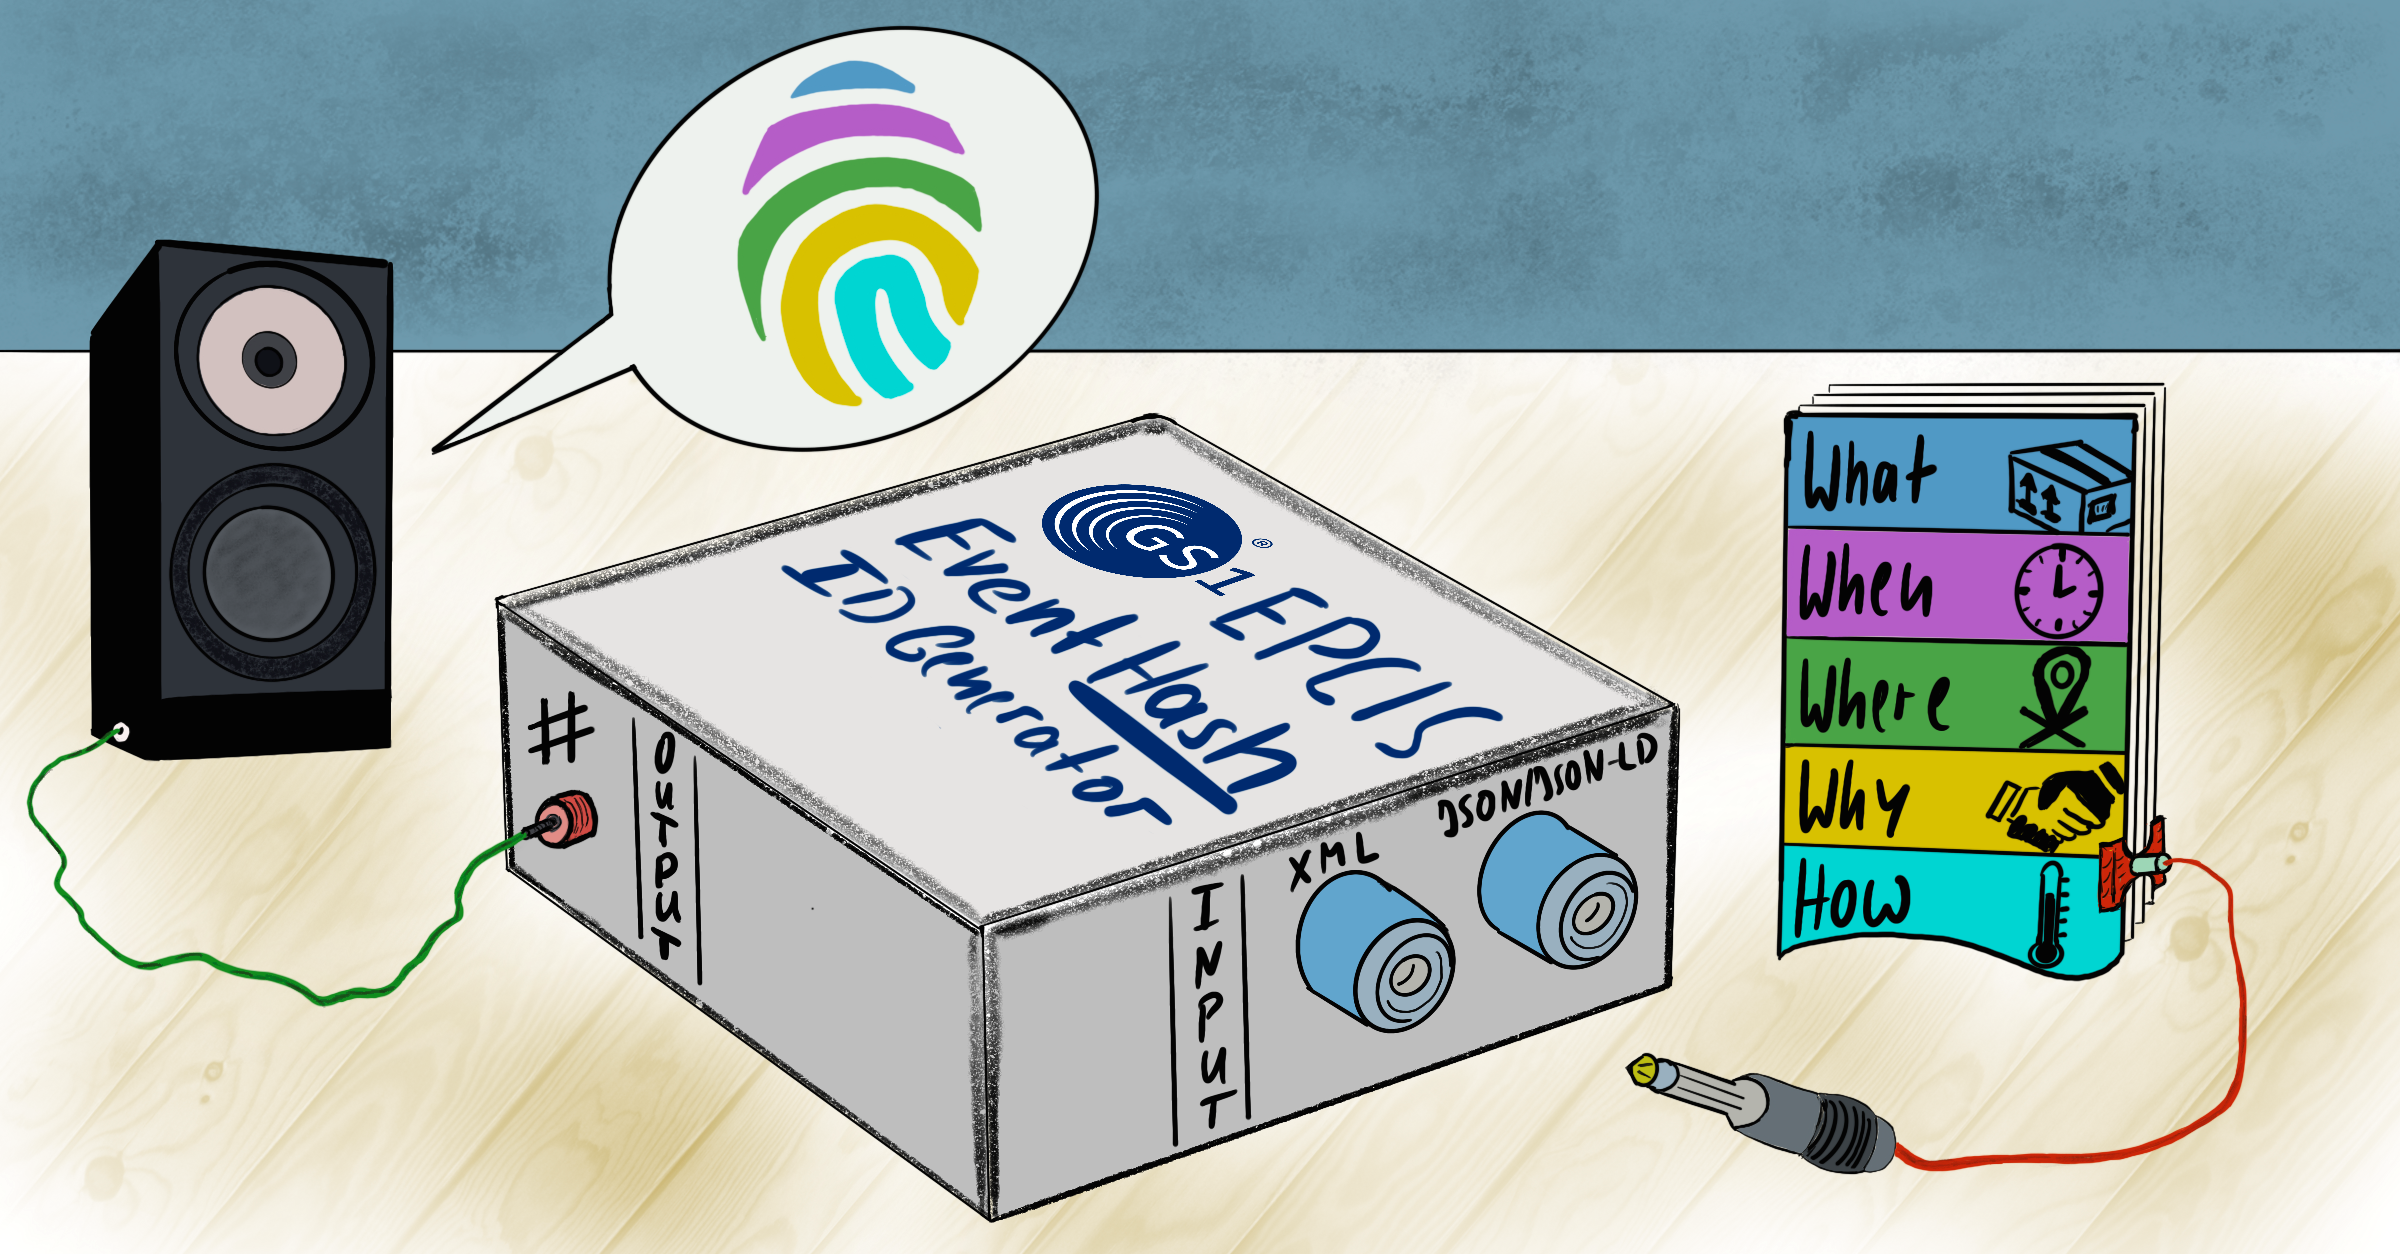 GS1 ® EPCIS
Event Hash
ID Generator
#
OUTPUT
INPUT
XML
JSON/JSON-LD
What
When
Where
Why
How